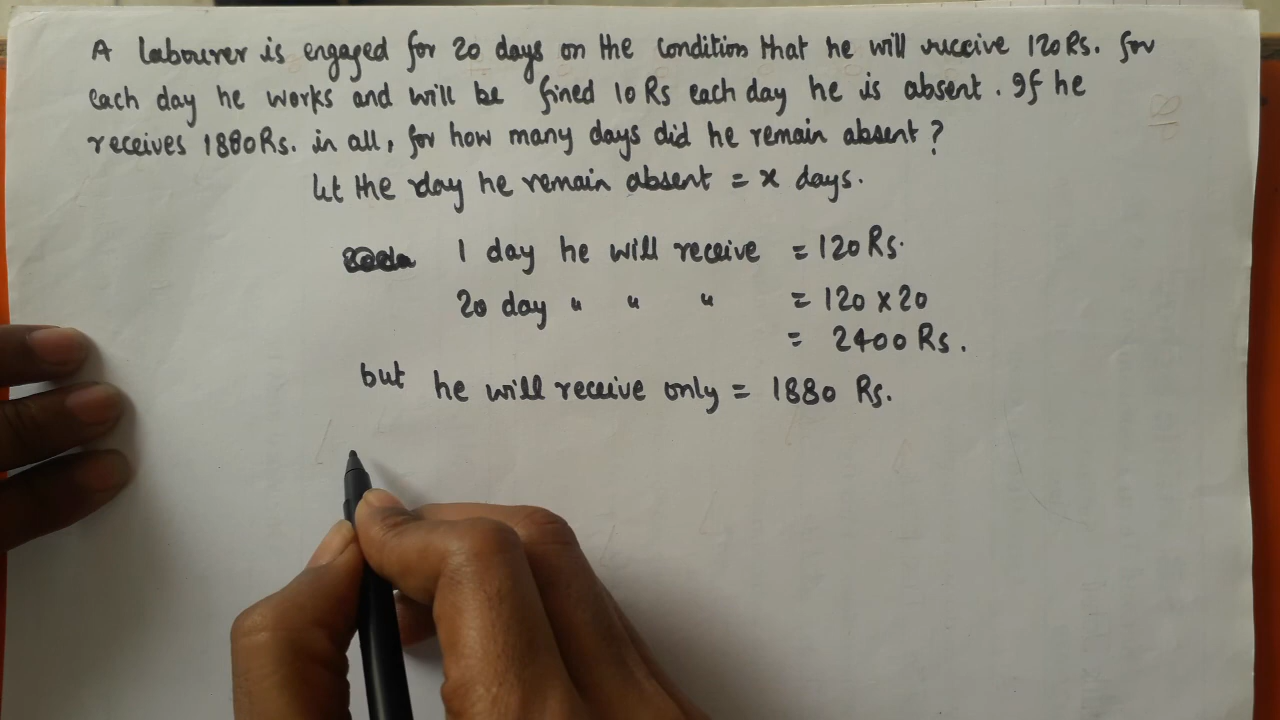 A labourer is engaged for 20 days on the condition that he will receive 120 Rs. for
each day he works and will be fined 10 Rs each day he is absent. If he
receives 1880 Rs. in all, for how many days did he remain absent?
Let the day he remain absent = x days.
1 day he will receive = 120 Rs.
20 day " " " = 120 x 20
= 2400 Rs.
but he will receive only = 1880 Rs.